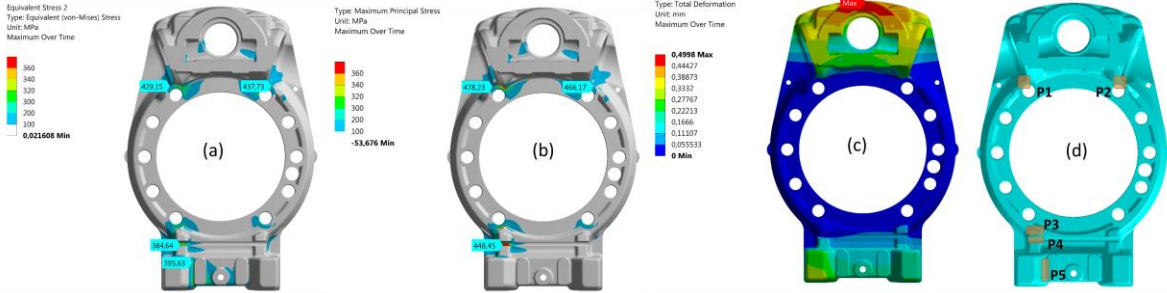 Equivalent Stress 2
Type: Equivalent (von-Mises) Stress
Unit: MPa
Maximum Over Time
360
340
320
300
200
100
0,021608 Min
429,15
437,73
(a)
384,64
395,63
Type: Maximum Principal Stress
Unit: MPa
Maximum Over Time
360
340
320
300
200
100
-53,676 Min
478,23
466,17
(b)
448,45
Type: Total Deformation
Unit: mm
Maximum Over Time
0,4998 Max
0,44427
0,38873
0,3332
0,27767
0,22213
0,1666
0,11107
0,055533
0 Min
Max
(c)
P1
P2
(d)
P3
P4
P5